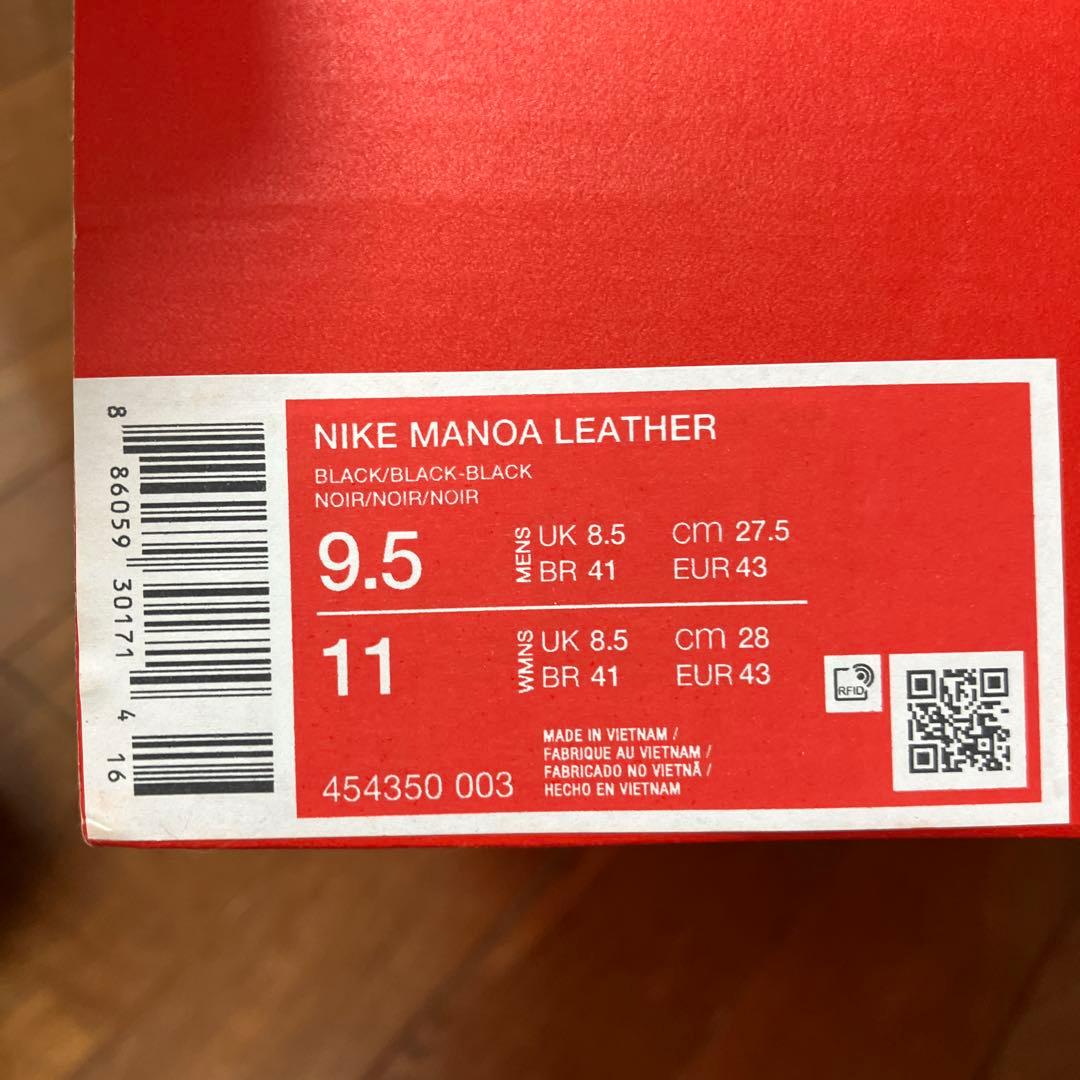 NIKE MANOA LEATHER
BLACK/BLACK-BLACK
NOIR/NOIR/NOIR
9.5 MENS UK 8.5 cm 27.5
BR 41 EUR 43
11 WMNS UK 8.5 cm 28
BR 41 EUR 43
RFID
MADE IN VIETNAM /
FABRIQUE AU VIETNAM /
FABRICADO NO VIETNÃ /
HECHO EN VIETNAM
454350 003
8 86059 30171 4 16